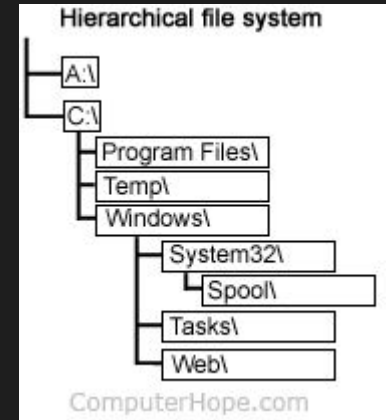 Hierarchical file system
A:\
C:\
Program Files\
Temp\
Windows\
System32\
Spool\
Tasks\
Web\
ComputerHope.com